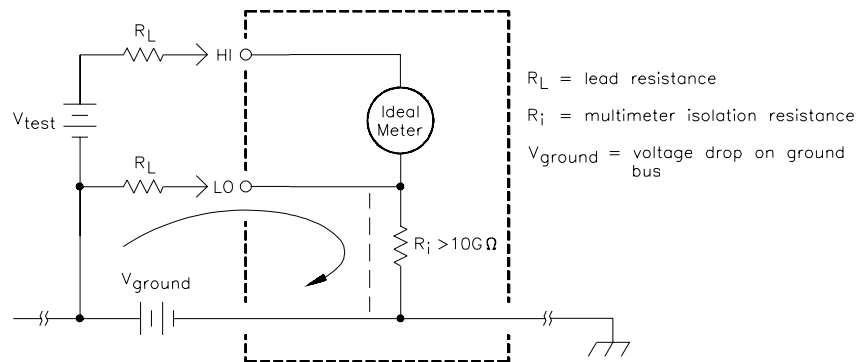 R_L
HI
Ideal
Meter
V_test
R_L
LO
R_i >10GΩ
V_ground
R_L = lead resistance
R_i = multimeter isolation resistance
V_ground = voltage drop on ground
bus